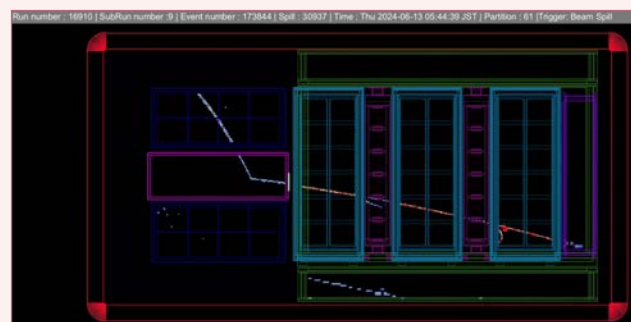 Run number : 16910 | SubRun number :9 | Event number : 173844 | Spill : 30937 | Time : Thu 2024-06-13 05:44:39 JST | Partition : 61 |Trigger: Beam Spill